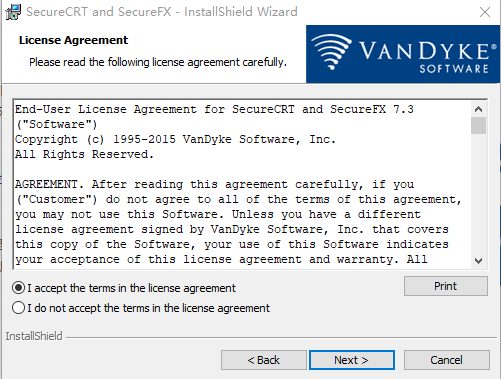 SecureCRT and SecureFX - InstallShield Wizard
License Agreement
Please read the following license agreement carefully.
VANDYKE
SOFTWARE
End-User License Agreement for SecureCRT and SecureFX 7.3
("Software")
Copyright (c) 1995-2015 VanDyke Software, Inc.
All Rights Reserved.
AGREEMENT. After reading this agreement carefully, if you
("Customer") do not agree to all of the terms of this agreement,
you may not use this Software. Unless you have a different
license agreement signed by VanDyke Software, Inc. that covers
this copy of the Software, your use of this Software indicates
your acceptance of this license agreement and warranty. All
I accept the terms in the license agreement
Print
I do not accept the terms in the license agreement
InstallShield
< Back
Next >
Cancel